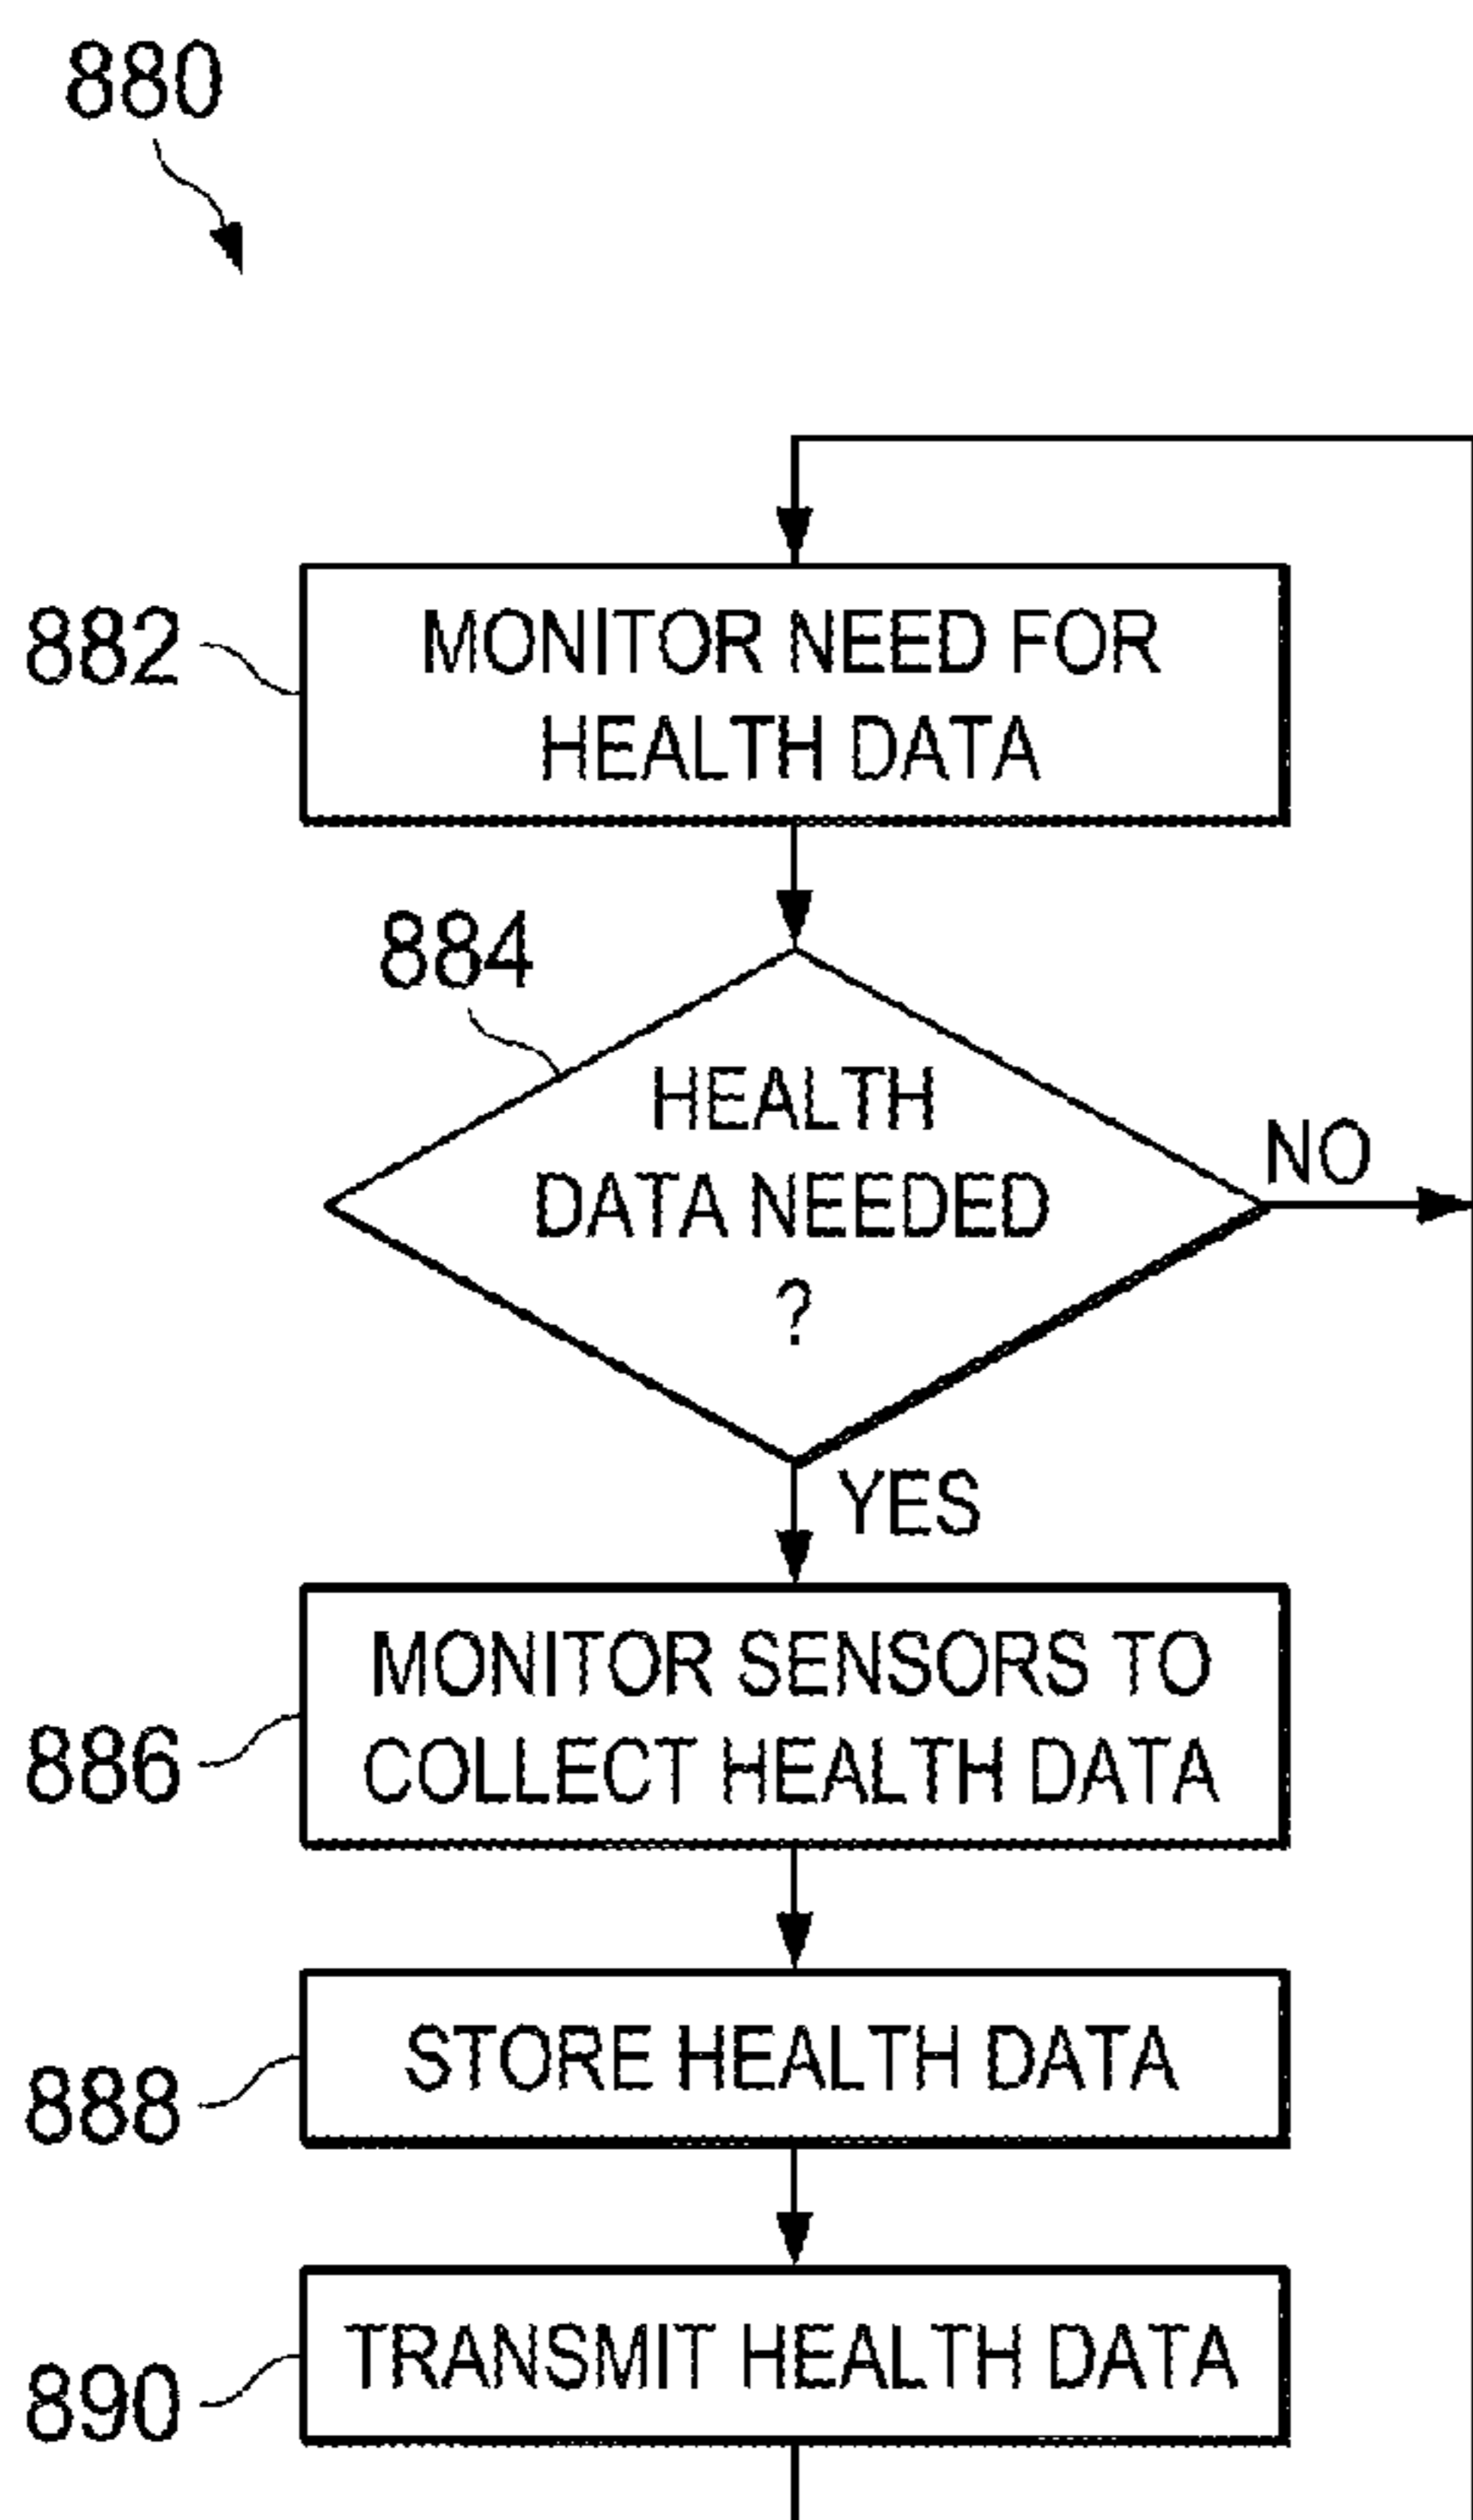 880
882
MONITOR NEED FOR
HEALTH DATA
884
HEALTH
DATA NEEDED
?
NO
YES
886
MONITOR SENSORS TO
COLLECT HEALTH DATA
888
STORE HEALTH DATA
890
TRANSMIT HEALTH DATA